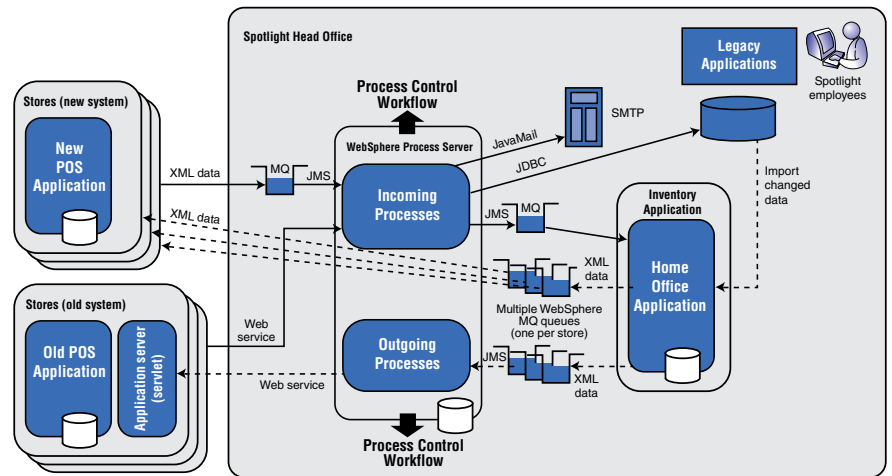 Spotlight Head Office
Legacy
Applications
Spotlight
employees
Process Control
Workflow
SMTP
Stores (new system)
New
POS
Application
XML data
MQ
JMS
WebSphere Process Server
Incoming
Processes
JavaMail
JDBC
Import
changed
data
XML data
JMS
MQ
Inventory
Application
Home
Office
Application
XML
data
Multiple WebSphere
MQ queues
(one per store)
Stores (old system)
Old POS
Application
Application server
(servlet)
Web
service
Web service
Outgoing
Processes
JMS
XML
data
Process Control
Workflow